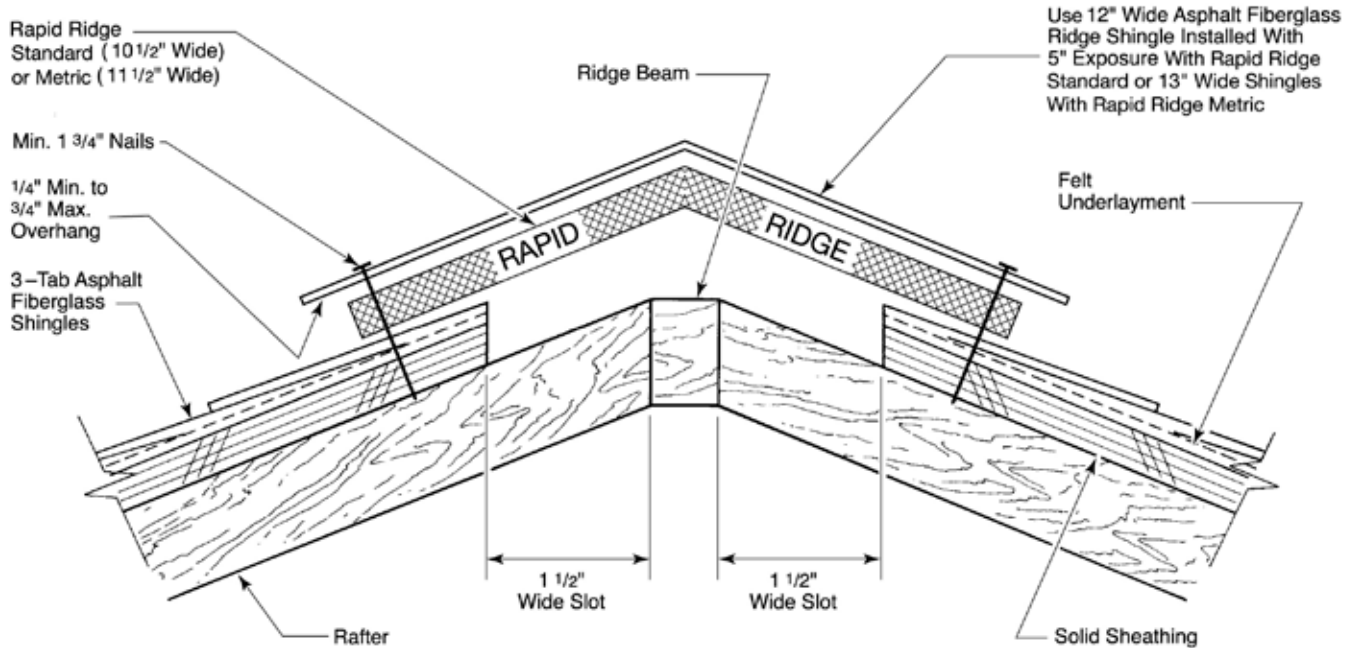 Rapid Ridge
Standard (10 1/2" Wide)
or Metric (11 1/2" Wide)
Min. 1 3/4" Nails
1/4" Min. to
3/4" Max.
Overhang
3-Tab Asphalt
Fiberglass
Shingles
Ridge Beam
Use 12" Wide Asphalt Fiberglass
Ridge Shingle Installed With
5" Exposure With Rapid Ridge
Standard or 13" Wide Shingles
With Rapid Ridge Metric
Felt
Underlayment
RAPID
RIDGE
1 1/2"
Wide Slot
1 1/2"
Wide Slot
Rafter
Solid Sheathing